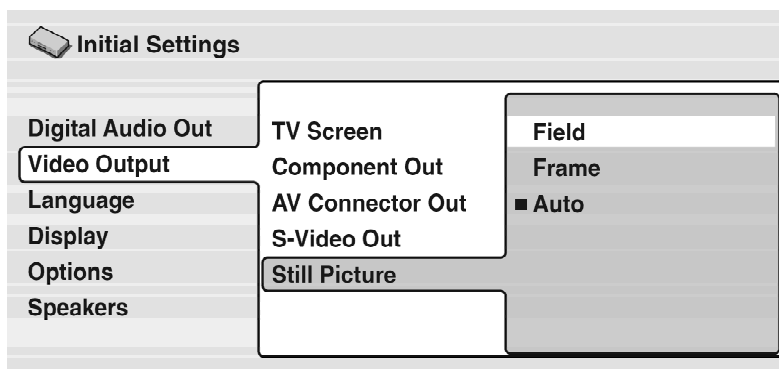 Initial Settings
Digital Audio Out
Video Output
Language
Display
Options
Speakers
TV Screen
Component Out
AV Connector Out
S-Video Out
Still Picture
Field
Frame
Auto